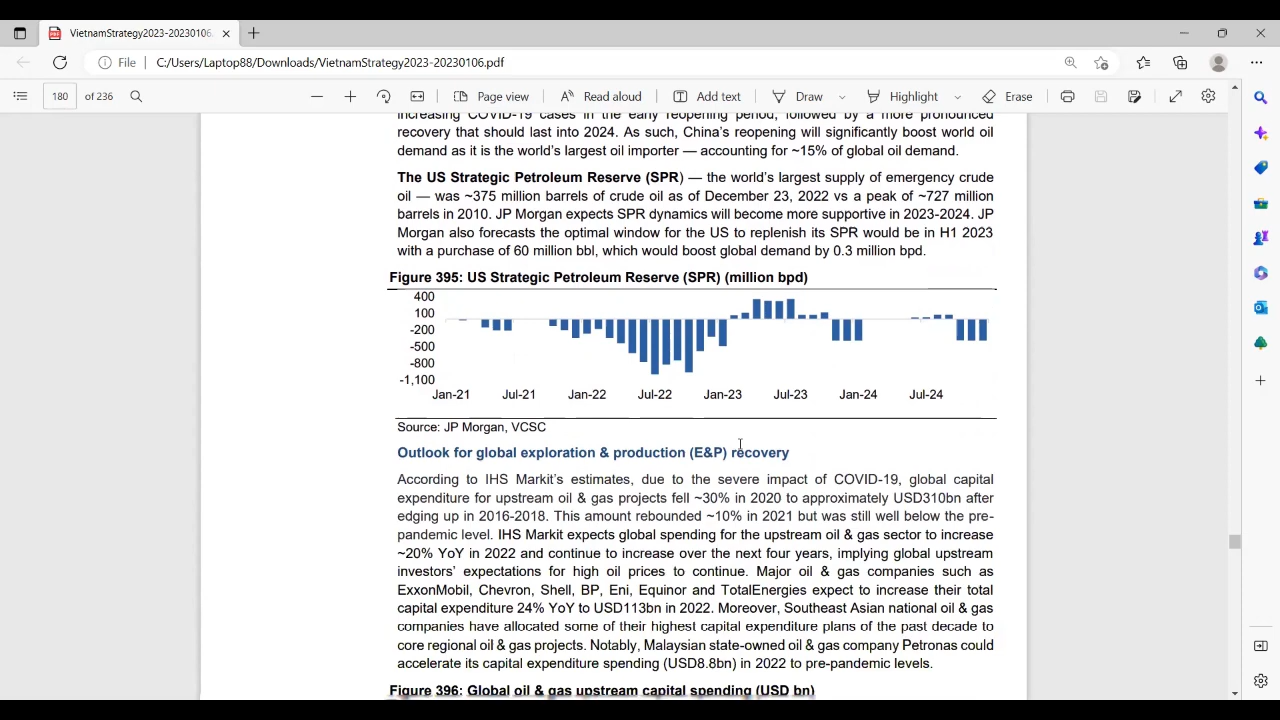 VietnamStrategy2023-20230106.
File
C:/Users/Laptop88/Downloads/VietnamStrategy2023-20230106.pdf
180 of 236
Page view
Read aloud
Add text
Draw
Highlight
Erase
increasing COVID-19 cases in the early reopening period, followed by a more pronounced
recovery that should last into 2024. As such, China's reopening will significantly boost world oil
demand as it is the world's largest oil importer — accounting for ~15% of global oil demand.
The US Strategic Petroleum Reserve (SPR) — the world's largest supply of emergency crude
oil — was ~375 million barrels of crude oil as of December 23, 2022 vs a peak of ~727 million
barrels in 2010. JP Morgan expects SPR dynamics will become more supportive in 2023-2024. JP
Morgan also forecasts the optimal window for the US to replenish its SPR would be in H1 2023
with a purchase of 60 million bbl, which would boost global demand by 0.3 million bpd.
Figure 395: US Strategic Petroleum Reserve (SPR) (million bpd)
400
100
-200
-500
-800
-1,100
Jan-21 Jul-21 Jan-22 Jul-22 Jan-23 Jul-23 Jan-24 Jul-24
Source: JP Morgan, VCSC
Outlook for global exploration & production (E&P) recovery
According to IHS Markit's estimates, due to the severe impact of COVID-19, global capital
expenditure for upstream oil & gas projects fell ~30% in 2020 to approximately USD310bn after
edging up in 2016-2018. This amount rebounded ~10% in 2021 but was still well below the pre-
pandemic level. IHS Markit expects global spending for the upstream oil & gas sector to increase
~20% YoY in 2022 and continue to increase over the next four years, implying global upstream
investors' expectations for high oil prices to continue. Major oil & gas companies such as
ExxonMobil, Chevron, Shell, BP, Eni, Equinor and TotalEnergies expect to increase their total
capital expenditure 24% YoY to USD113bn in 2022. Moreover, Southeast Asian national oil & gas
companies have allocated some of their highest capital expenditure plans of the past decade to
core regional oil & gas projects. Notably, Malaysian state-owned oil & gas company Petronas could
accelerate its capital expenditure spending (USD8.8bn) in 2022 to pre-pandemic levels.
Figure 396: Global oil & gas upstream capital spending (USD bn)